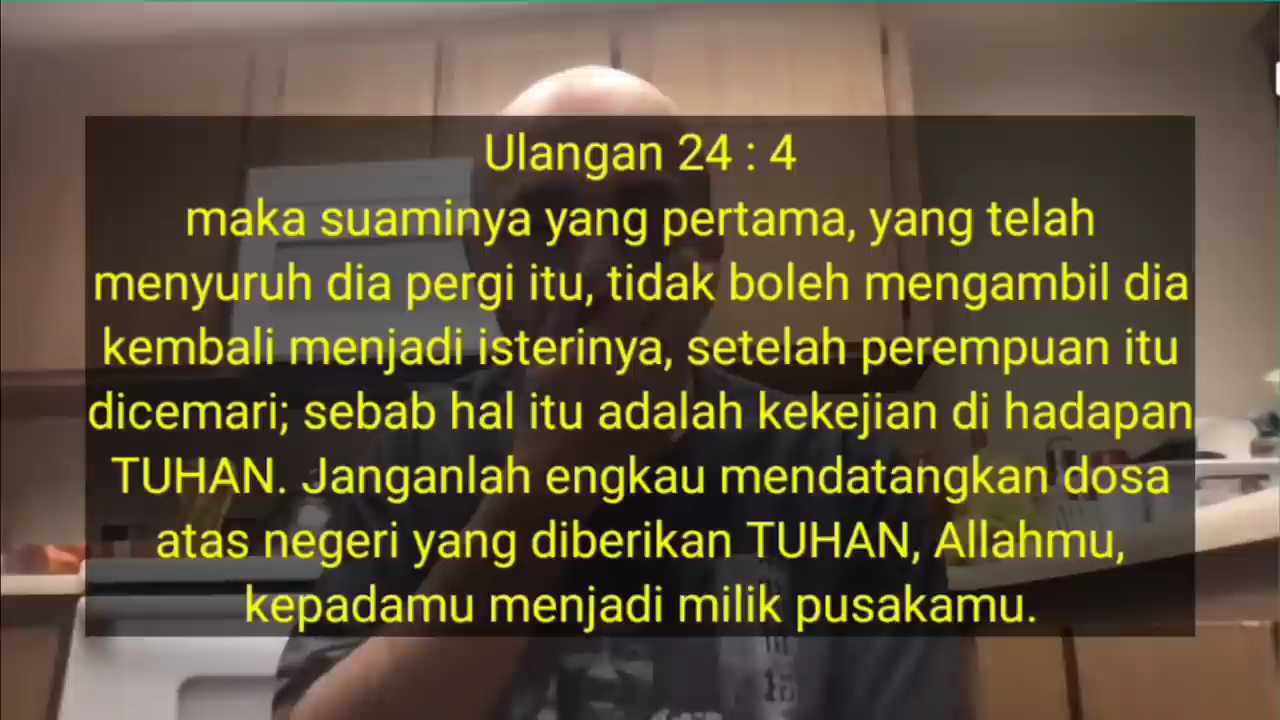 Ulangan 24 : 4
maka suaminya yang pertama, yang telah
menyuruh dia pergi itu, tidak boleh mengambil dia
kembali menjadi isterinya, setelah perempuan itu
dicemari; sebab hal itu adalah kekejian di hadapan
TUHAN. Janganlah engkau mendatangkan dosa
atas negeri yang diberikan TUHAN, Allahmu,
kepadamu menjadi milik pusakamu.